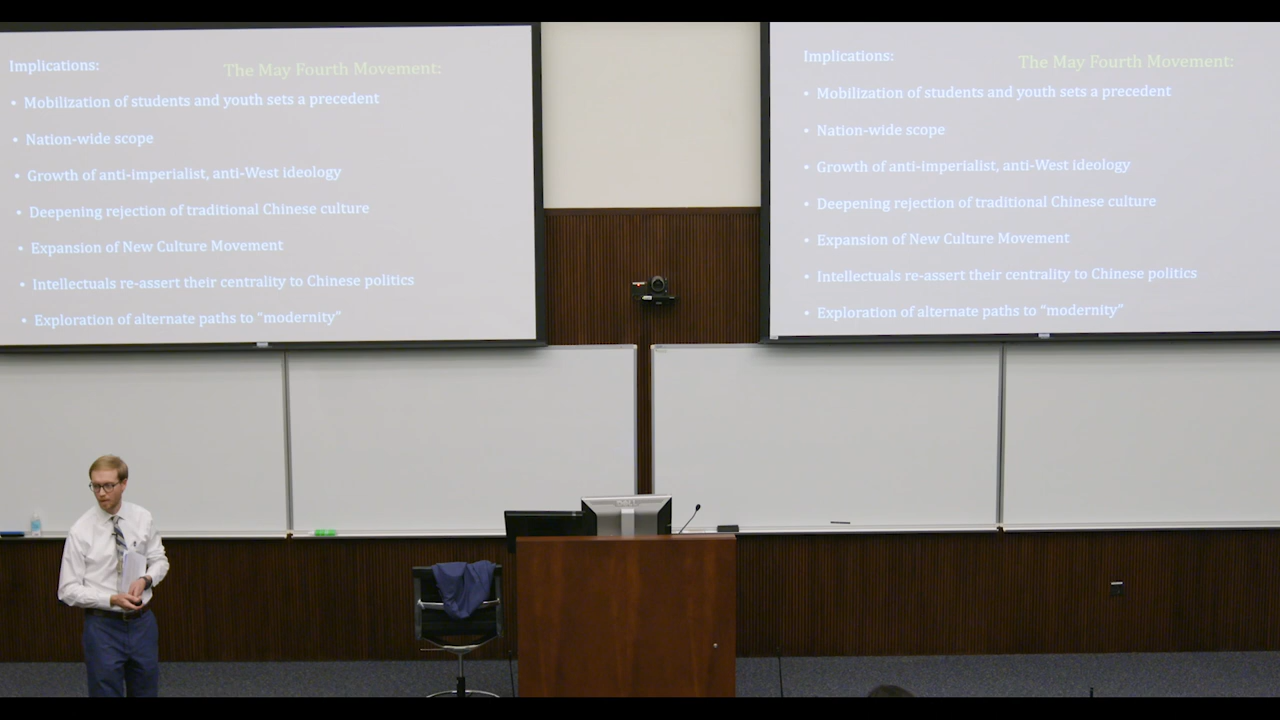 Implications:
The May Fourth Movement:
• Mobilization of students and youth sets a precedent
• Nation-wide scope
• Growth of anti-imperialist, anti-West ideology
• Deepening rejection of traditional Chinese culture
• Expansion of New Culture Movement
• Intellectuals re-assert their centrality to Chinese politics
• Exploration of alternate paths to “modernity”
Implications:
The May Fourth Movement:
• Mobilization of students and youth sets a precedent
• Nation-wide scope
• Growth of anti-imperialist, anti-West ideology
• Deepening rejection of traditional Chinese culture
• Expansion of New Culture Movement
• Intellectuals re-assert their centrality to Chinese politics
• Exploration of alternate paths to “modernity”